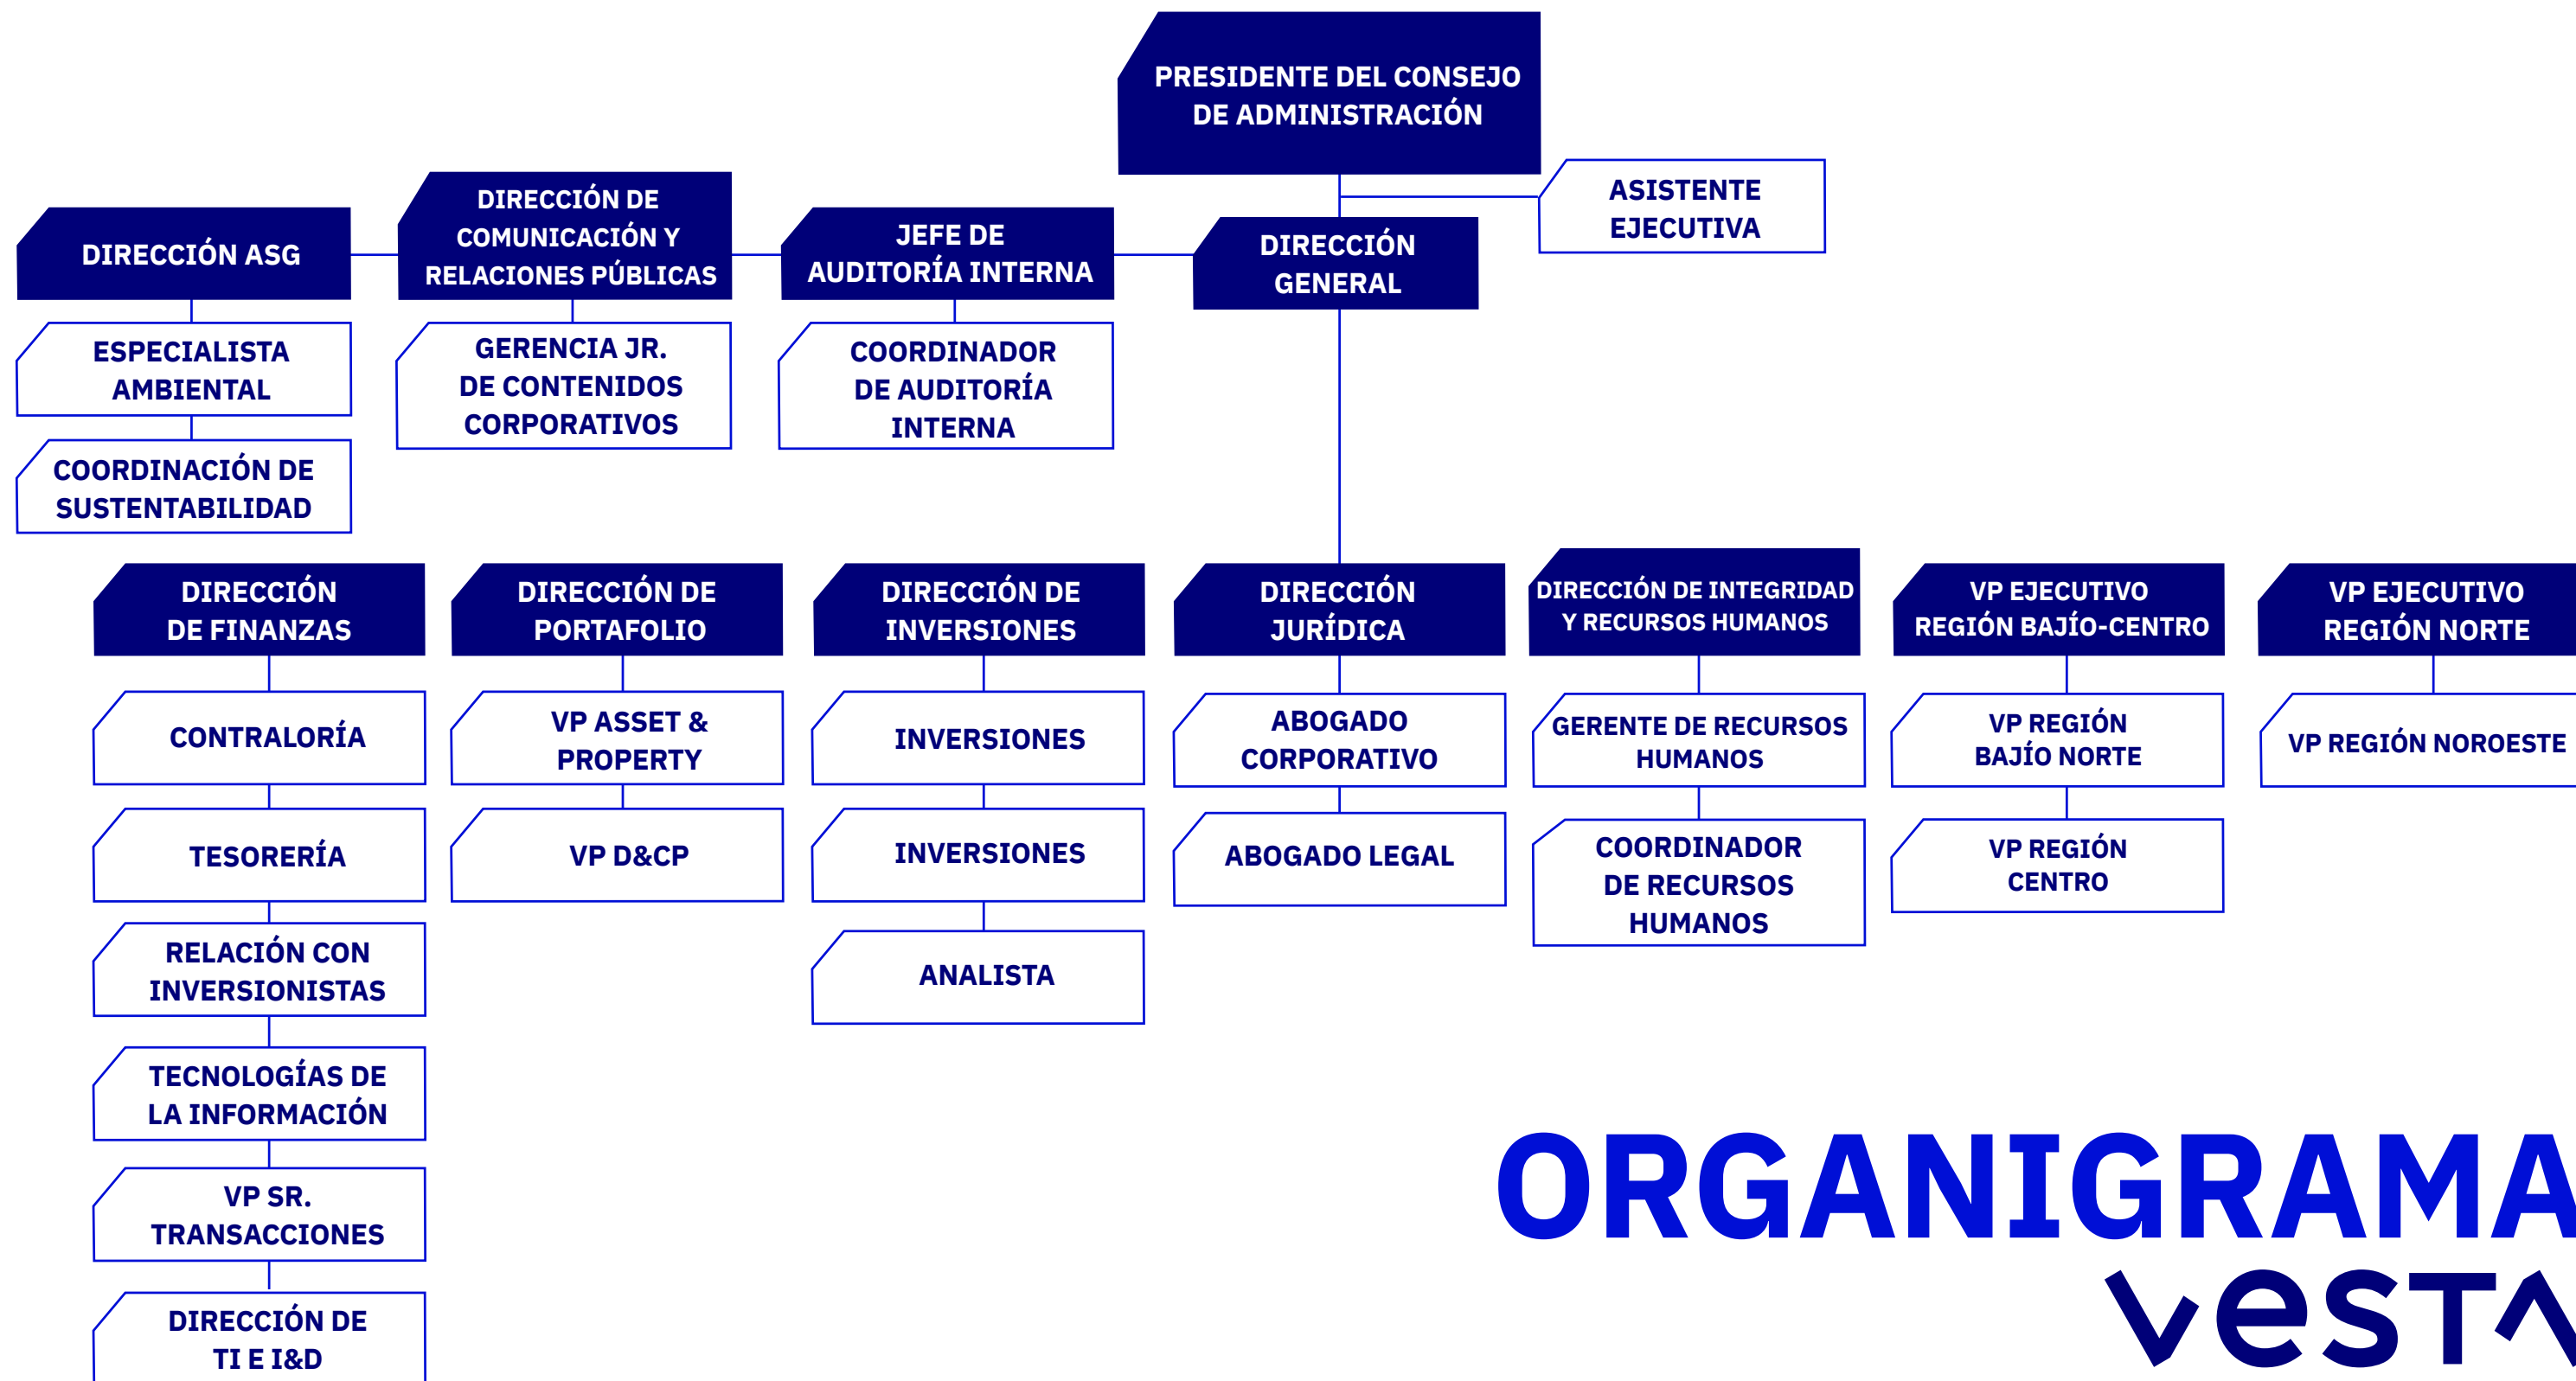 PRESIDENTE DEL CONSEJO
DE ADMINISTRACIÓN
ASISTENTE
EJECUTIVA
DIRECCIÓN ASG
DIRECCIÓN DE
COMUNICACIÓN Y
RELACIONES PÚBLICAS
JEFE DE
AUDITORÍA INTERNA
DIRECCIÓN
GENERAL
ESPECIALISTA
AMBIENTAL
GERENCIA JR.
DE CONTENIDOS
CORPORATIVOS
COORDINADOR
DE AUDITORÍA
INTERNA
COORDINACIÓN DE
SUSTENTABILIDAD
DIRECCIÓN
DE FINANZAS
CONTRALORÍA
TESORERÍA
RELACIÓN CON
INVERSIONISTAS
TECNOLOGÍAS DE
LA INFORMACIÓN
VP SR.
TRANSACCIONES
DIRECCIÓN DE
TI E I&D
DIRECCIÓN DE
PORTAFOLIO
VP ASSET &
PROPERTY
VP D&CP
DIRECCIÓN DE
INVERSIONES
INVERSIONES
INVERSIONES
ANALISTA
DIRECCIÓN
JURÍDICA
ABOGADO
CORPORATIVO
ABOGADO LEGAL
DIRECCIÓN DE INTEGRIDAD
Y RECURSOS HUMANOS
GERENTE DE RECURSOS
HUMANOS
COORDINADOR
DE RECURSOS
HUMANOS
VP EJECUTIVO
REGIÓN BAJÍO-CENTRO
VP REGIÓN
BAJÍO NORTE
VP REGIÓN
CENTRO
VP EJECUTIVO
REGIÓN NORTE
VP REGIÓN NOROESTE
ORGANIGRAMA
vesta